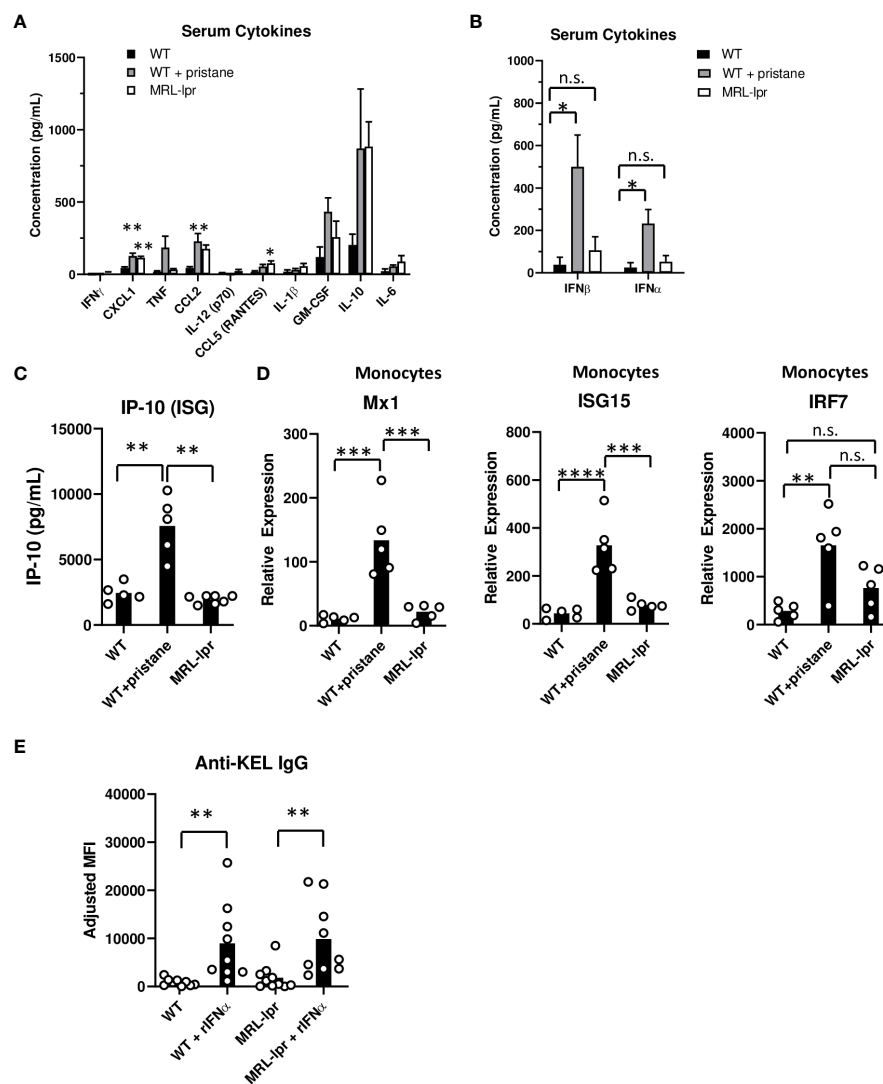 A
Serum Cytokines
WT
WT + pristane
MRL-lpr
Concentration (pg/mL)
1500
1000
500
0
** ** ** *
IFNγ
CXCL1
TNF
CCL2
IL-12 (p70)
CCL5 (RANTES)
IL-1β
GM-CSF
IL-10
IL-6
B
Serum Cytokines
WT
WT + pristane
MRL-lpr
Concentration (pg/mL)
1000
800
600
400
200
0
n.s.
*
n.s.
*
IFNβ
IFNα
C
IP-10 (ISG)
IP-10 (pg/mL)
15000
10000
5000
0
** **
WT
WT+pristane
MRL-lpr
D
Monocytes
Mx1
Relative Expression
300
200
100
0
*** ***
WT
WT+pristane
MRL-lpr
Monocytes
ISG15
Relative Expression
800
600
400
200
0
**** ***
WT
WT+pristane
MRL-lpr
Monocytes
IRF7
Relative Expression
4000
3000
2000
1000
0
n.s.
n.s.
**
WT
WT+pristane
MRL-lpr
E
Anti-KEL IgG
Adjusted MFI
40000
30000
20000
10000
0
** **
WT
WT + rIFNα
MRL-lpr
MRL-lpr + rIFNα